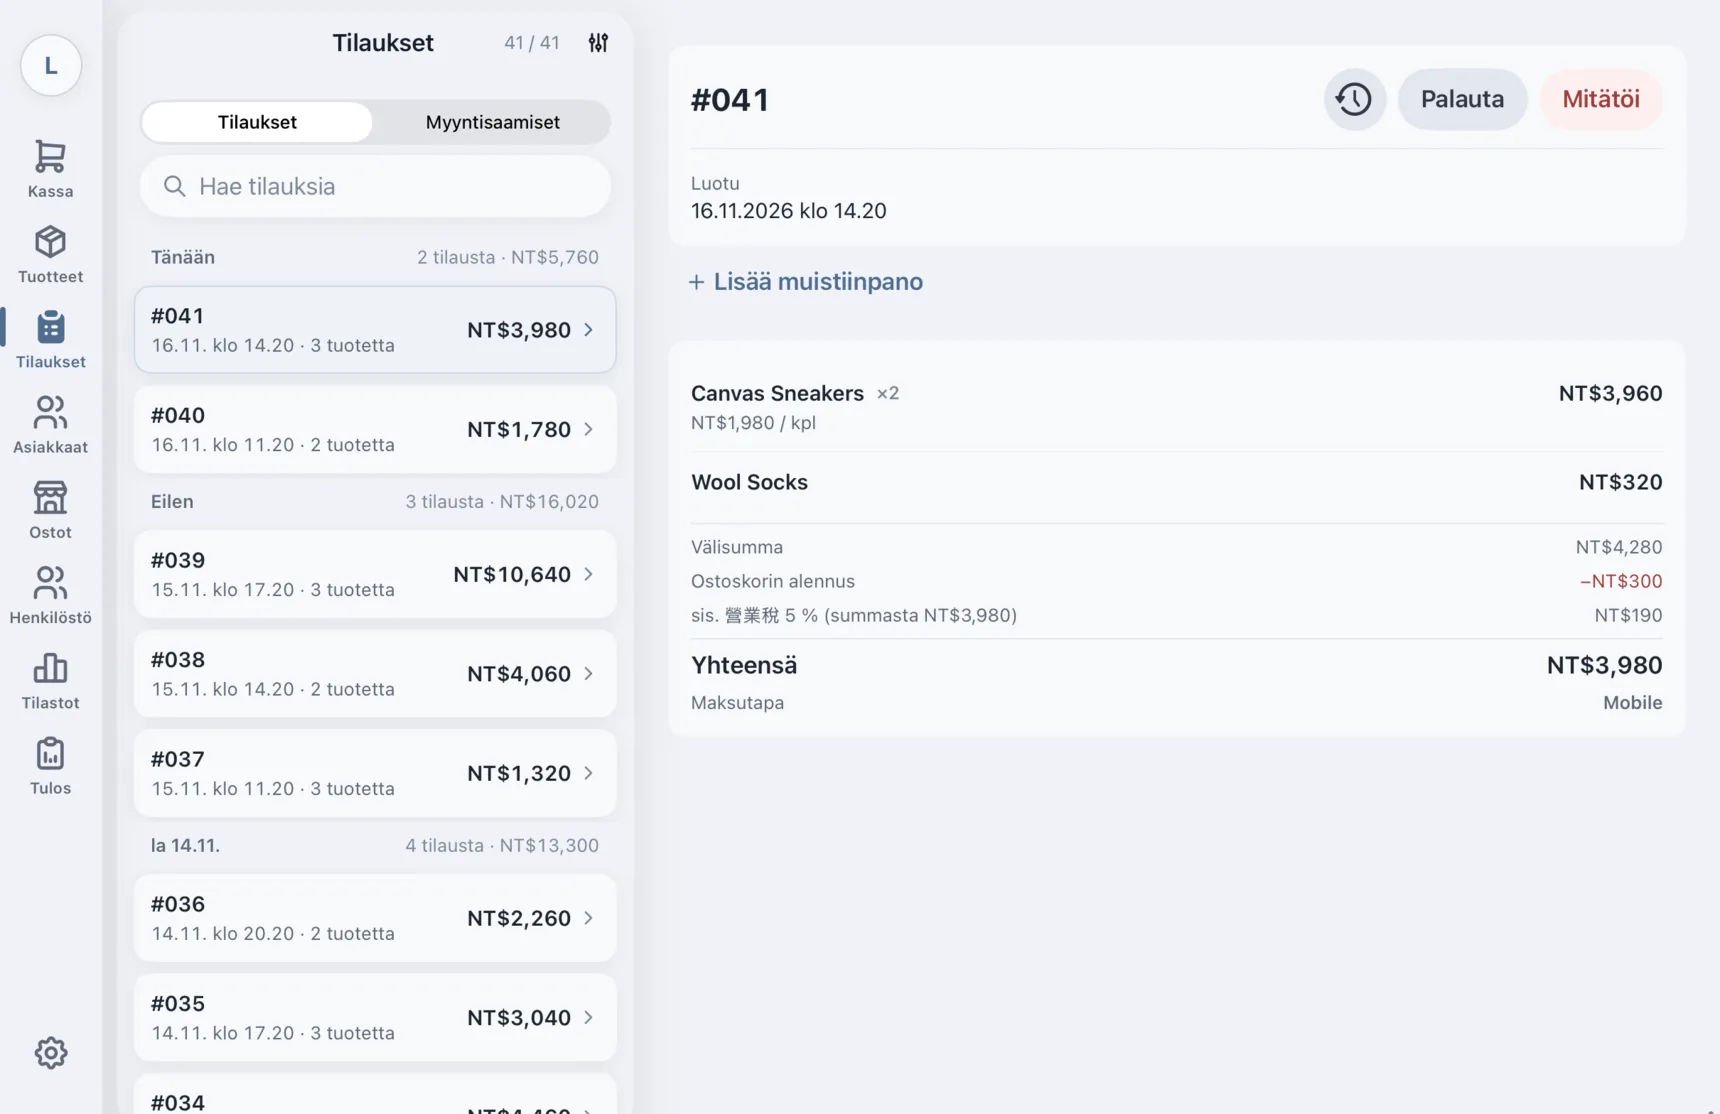 L
Kassa
Tuotteet
Tilaukset
Asiakkaat
Ostot
Henkilöstö
Tilastot
Tulos
Tilaukset
41 / 41
Tilaukset
Myyntisaamiset
Hae tilauksia
Tänään
2 tilausta · NT$5,760
#041
16.11. klo 14.20 · 3 tuotetta
NT$3,980
#040
16.11. klo 11.20 · 2 tuotetta
NT$1,780
Eilen
3 tilausta · NT$16,020
#039
15.11. klo 17.20 · 3 tuotetta
NT$10,640
#038
15.11. klo 14.20 · 2 tuotetta
NT$4,060
#037
15.11. klo 11.20 · 3 tuotetta
NT$1,320
la 14.11.
4 tilausta · NT$13,300
#036
14.11. klo 20.20 · 2 tuotetta
NT$2,260
#035
14.11. klo 17.20 · 3 tuotetta
NT$3,040
#034
#041
Palauta
Mitätöi
Luotu
16.11.2026 klo 14.20
+ Lisää muistiinpano
Canvas Sneakers ×2
NT$3,960
NT$1,980 / kpl
Wool Socks
NT$320
Välisumma
NT$4,280
Ostoskorin alennus
−NT$300
sis. 營業稅 5 % (summasta NT$3,980)
NT$190
Yhteensä
NT$3,980
Maksutapa
Mobile